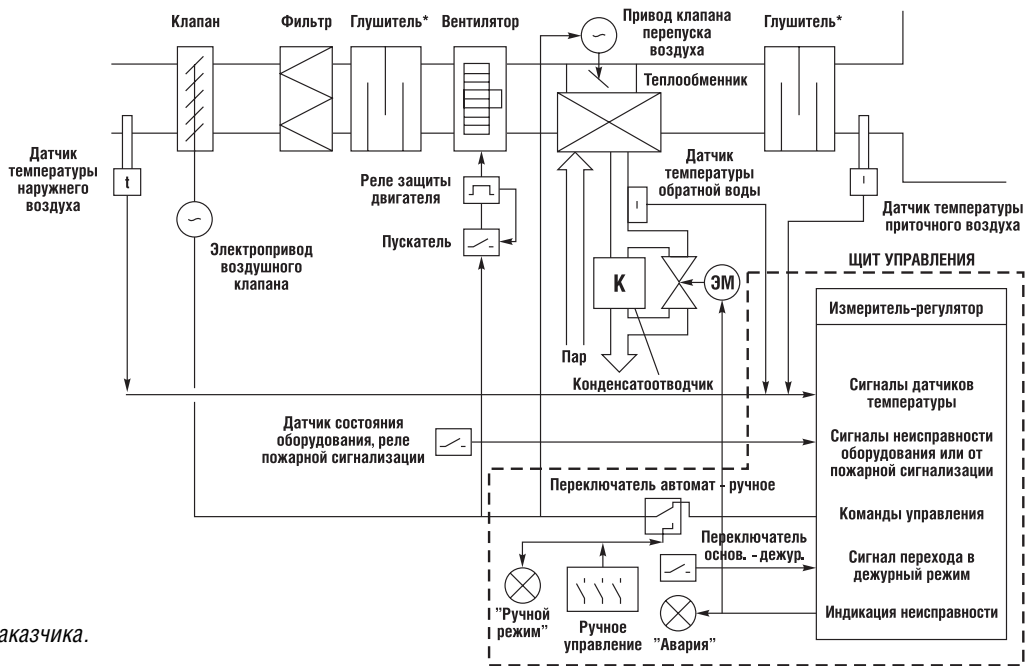 Клапан
Фильтр
Глушитель*
Вентилятор
Привод клапана
перепуска
воздуха
Глушитель*
Теплообменник
Датчик
температуры
наружнего
воздуха
t
~
Электропривод
воздушного
клапана
Реле защиты
двигателя
Пускатель
~
Датчик
температуры
обратной воды
Датчик температуры
приточного воздуха
К
ЭМ
Пар
Конденсатоотводчик
ЩИТ УПРАВЛЕНИЯ
Измеритель-регулятор
Сигналы датчиков
температуры
Датчик состояния
оборудования, реле
пожарной сигнализации
Сигналы неисправности
оборудования или от
пожарной сигнализации
Переключатель автомат - ручное
Команды управления
Переключатель
основ. - дежур.
Сигнал перехода в
дежурный режим
"Ручной
режим"
Ручное
управление
"Авария"
Индикация неисправности
аказчика.